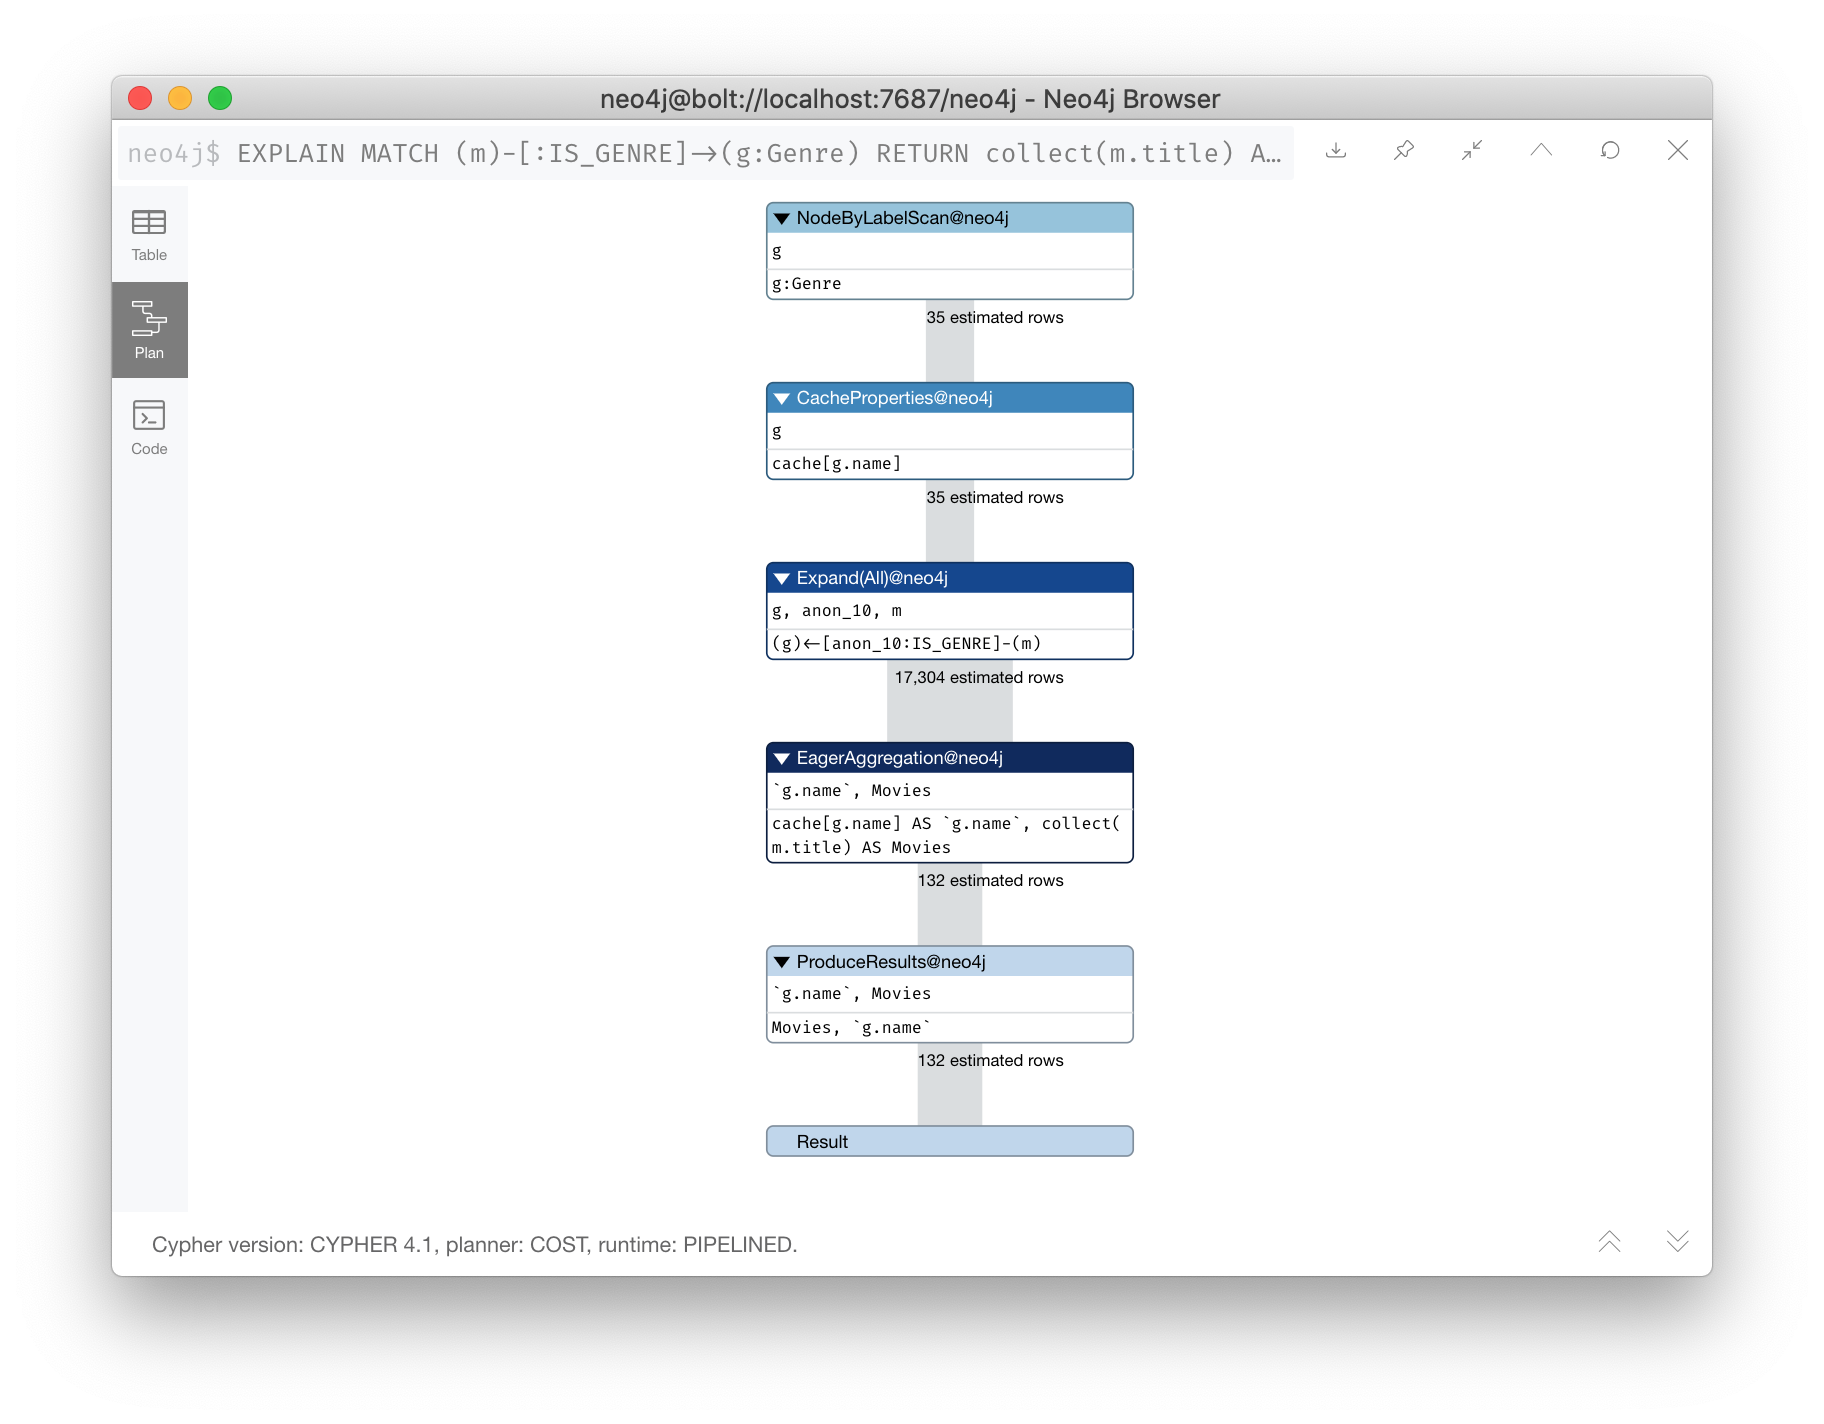 neo4j@bolt://localhost:7687/neo4j - Neo4j Browser
neo4j$ EXPLAIN MATCH (m)-[:IS_GENRE]→(g:Genre) RETURN collect(m.title) A…
Table
Plan
Code
NodeByLabelScan@neo4j
g
g:Genre
35 estimated rows
CacheProperties@neo4j
g
cache[g.name]
35 estimated rows
Expand(All)@neo4j
g, anon_10, m
(g)←[anon_10:IS_GENRE]-(m)
17,304 estimated rows
EagerAggregation@neo4j
`g.name`, Movies
cache[g.name] AS `g.name`, collect(
m.title) AS Movies
132 estimated rows
ProduceResults@neo4j
`g.name`, Movies
Movies, `g.name`
132 estimated rows
Result
Cypher version: CYPHER 4.1, planner: COST, runtime: PIPELINED.